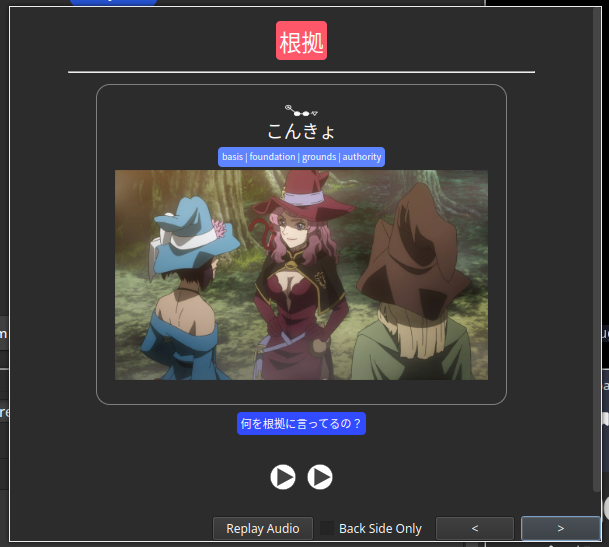 根拠
こんきょ
basis | foundation | grounds | authority
何を根拠に言ってるの？
Replay Audio
Back Side Only
<
>